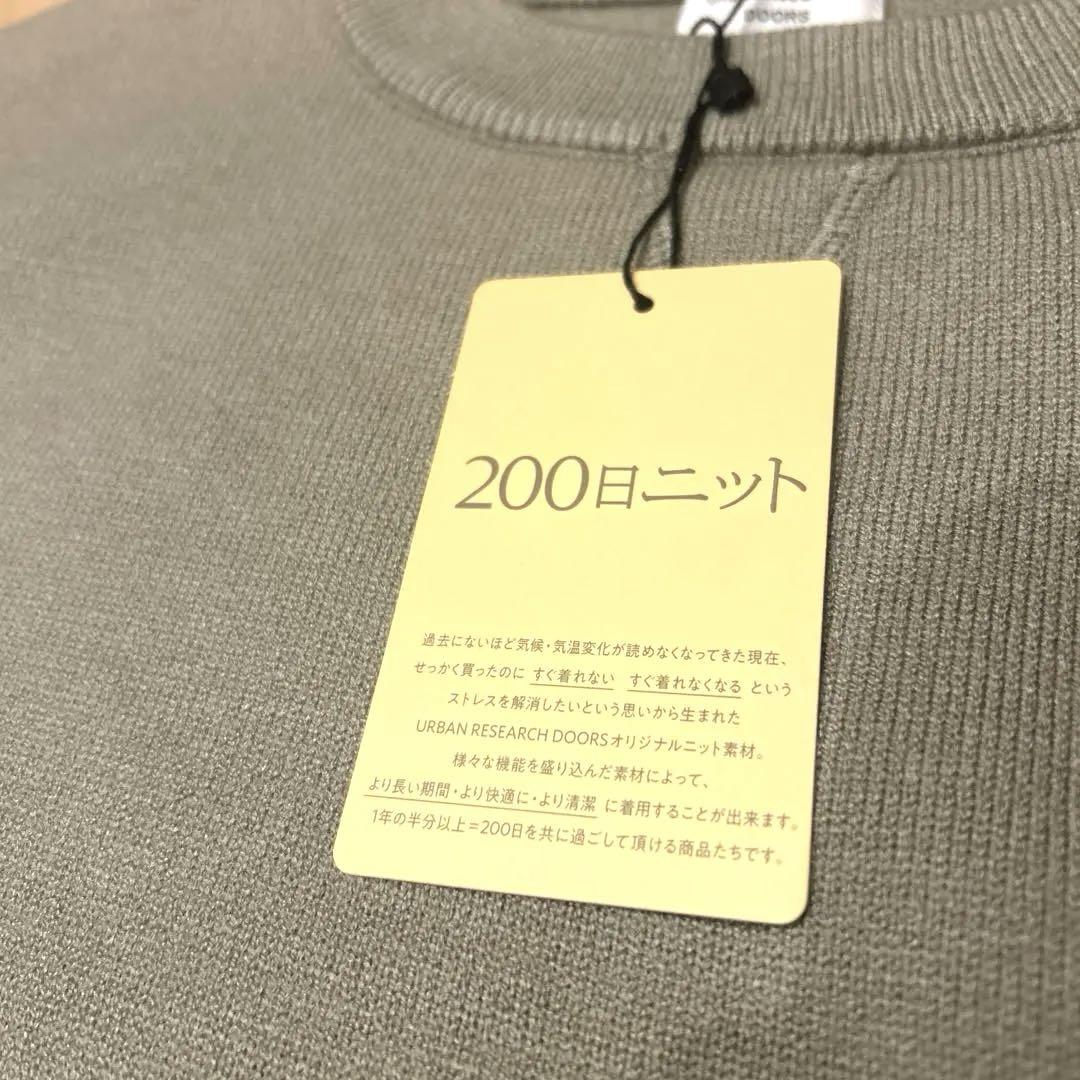 DOORS
200日ニット
過去にないほど気候・気温変化が読めなくなってきた現在、
せっかく買ったのに すぐ着れない すぐ着れなくなる という
ストレスを解消したいという思いから生まれた
URBAN RESEARCH DOORSオリジナルニット素材。
様々な機能を盛り込んだ素材によって、
より長い期間・より快適に・より清潔 に着用することが出来ます。
1年の半分以上=200日を共に過ごして頂ける商品たちです。